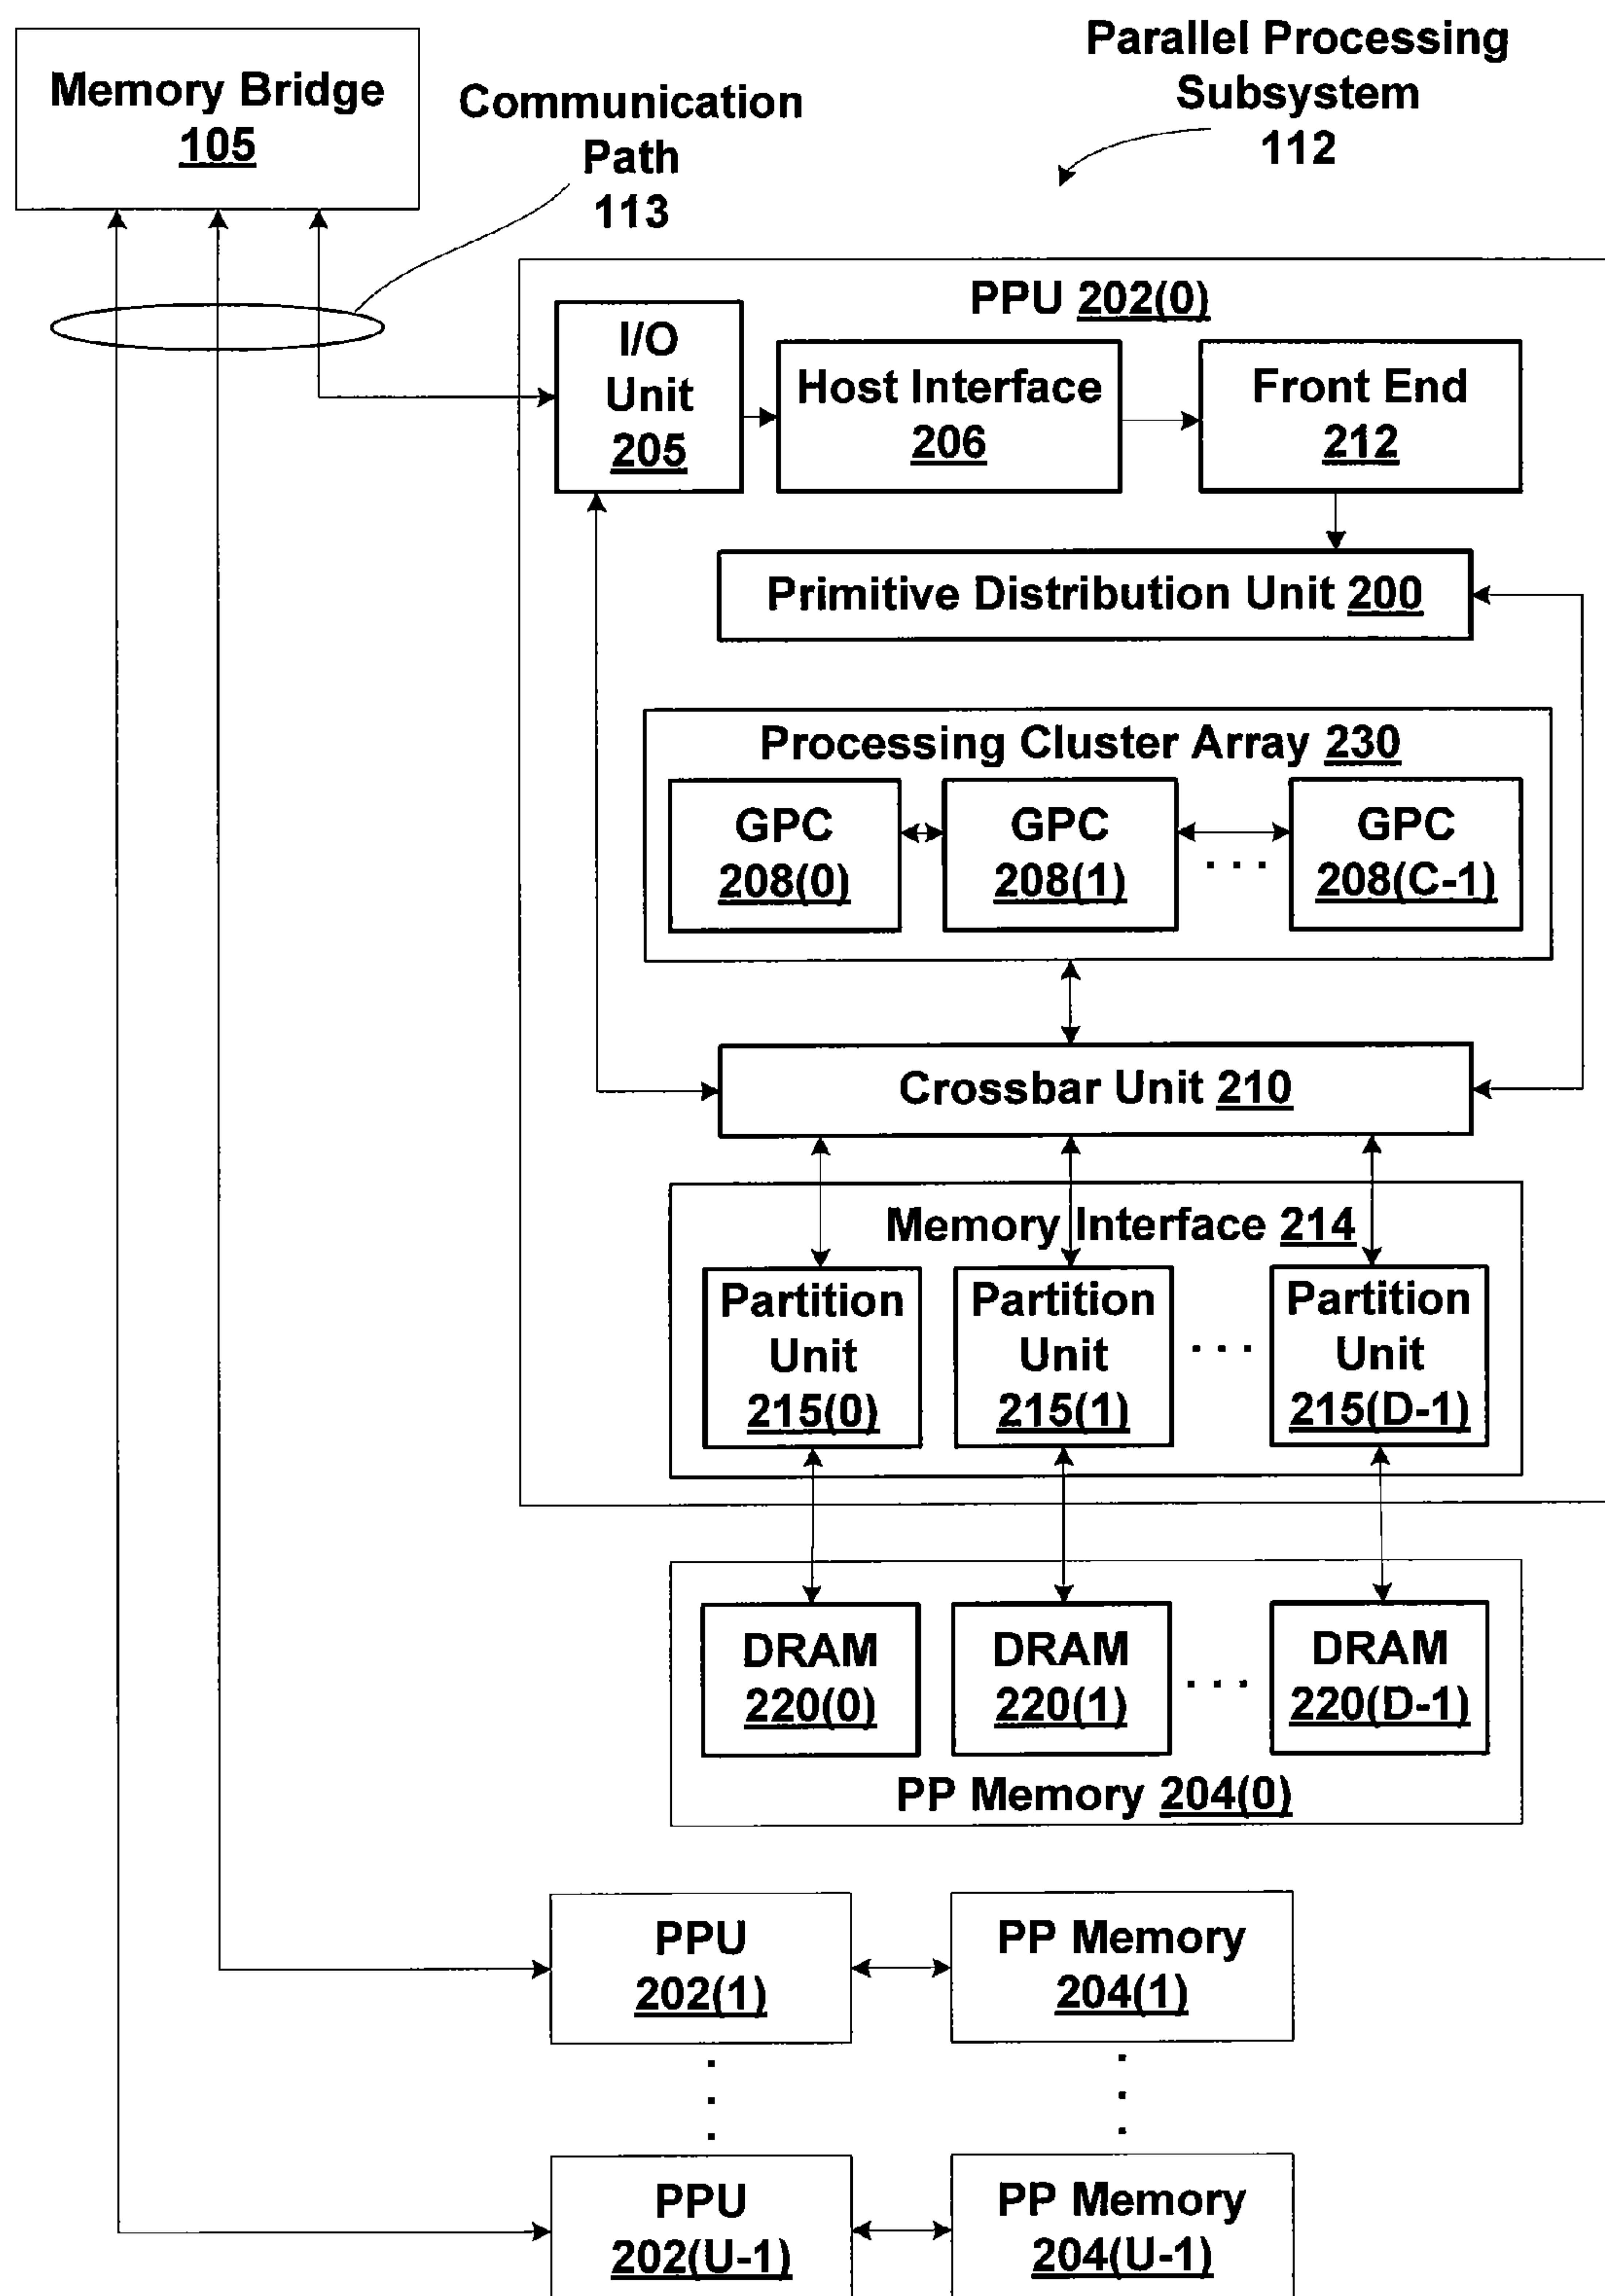 Parallel Processing
Subsystem
112
Memory Bridge
105
Communication
Path
113
PPU 202(0)
I/O
Unit
205
Host Interface
206
Front End
212
Primitive Distribution Unit 200
Processing Cluster Array 230
GPC
208(0)
GPC
208(1)
. . .
GPC
208(C-1)
Crossbar Unit 210
Memory Interface 214
Partition
Unit
215(0)
Partition
Unit
215(1)
. . .
Partition
Unit
215(D-1)
DRAM
220(0)
DRAM
220(1)
. . .
DRAM
220(D-1)
PP Memory 204(0)
PPU
202(1)
PP Memory
204(1)
PPU
202(U-1)
PP Memory
204(U-1)